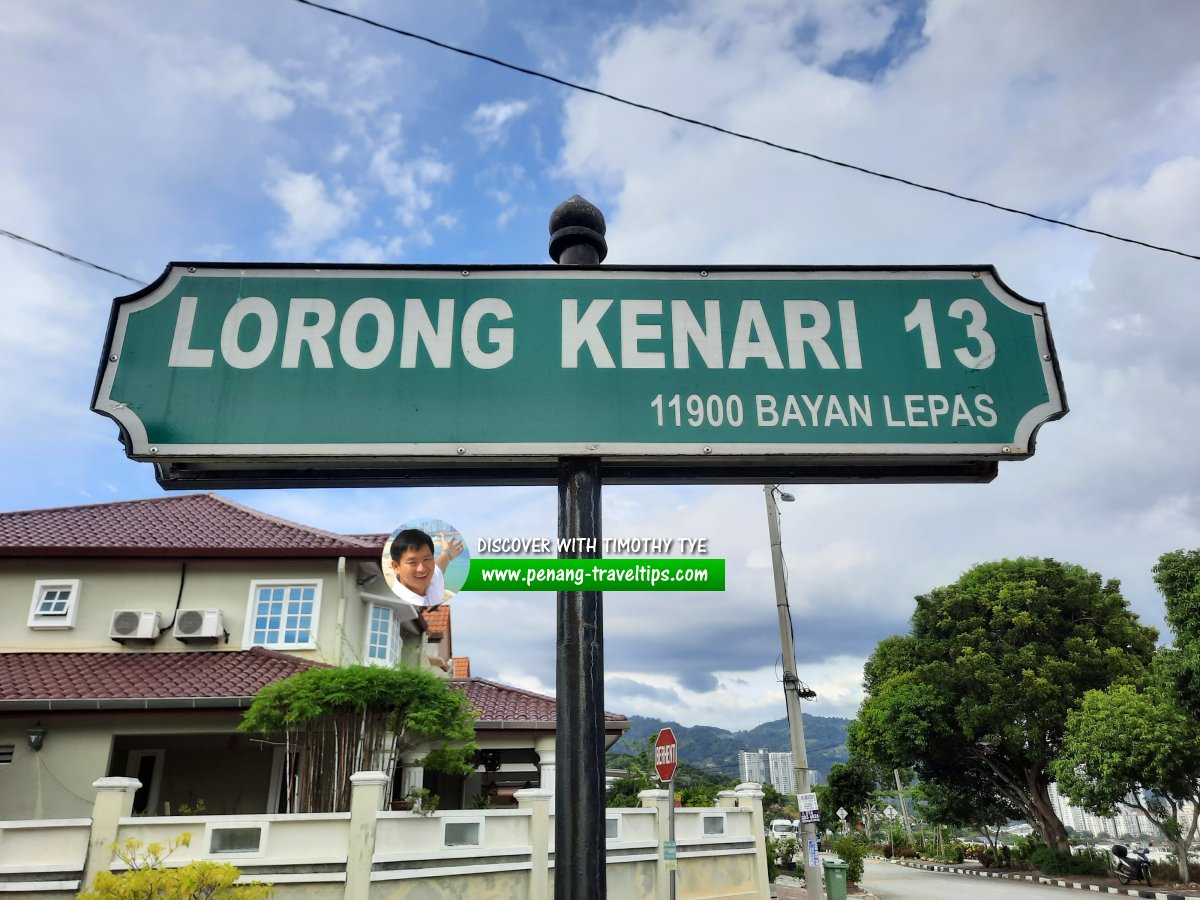 LORONG KENARI 13
11900 BAYAN LEPAS
DISCOVER WITH TIMOTHY TYE
www.penang-traveltips.com
BERHENTI